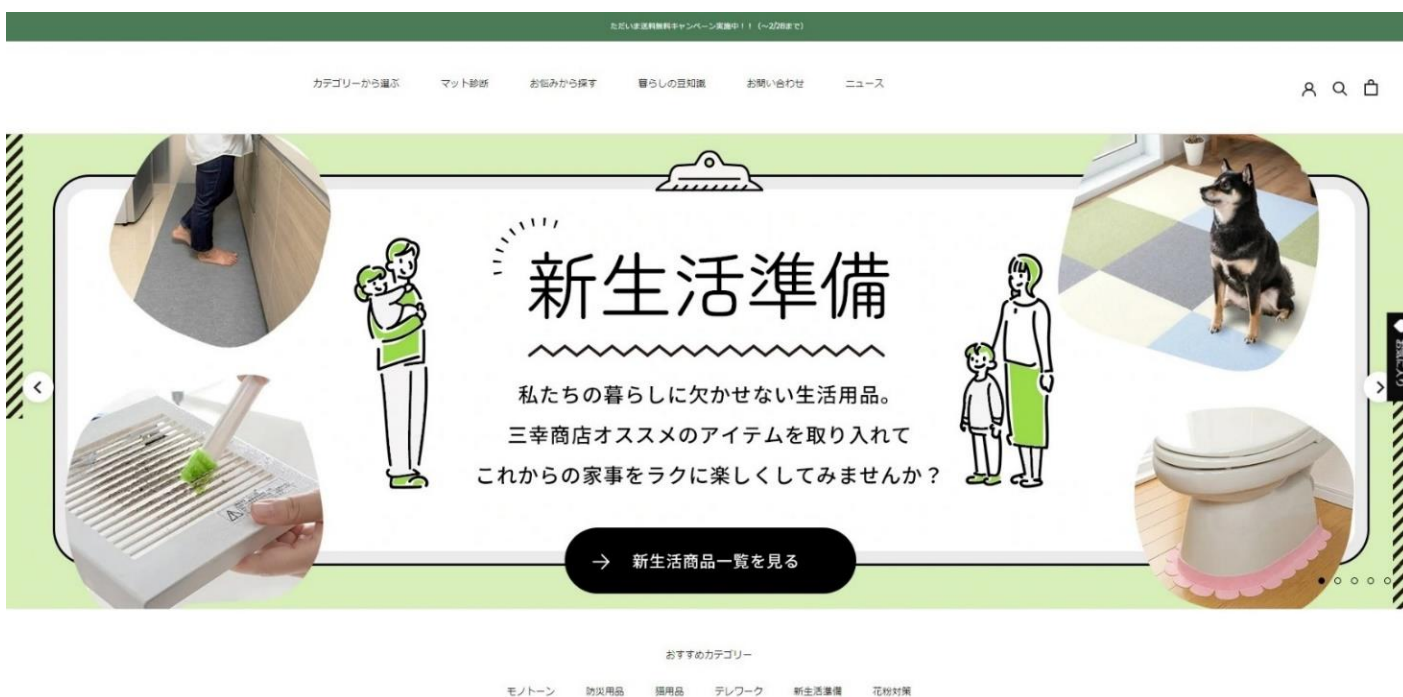 ただいま送料無料キャンペーン実施中！！（～2/28まで）
カテゴリーから選ぶ マット診断 お悩みから探す 暮らしの豆知識 お問い合わせ ニュース
新生活準備
私たちの暮らしに欠かせない生活用品。
三幸商店オススメのアイテムを取り入れて
これからの家事をラクに楽しくしてみませんか？
お気に入り
→ 新生活商品一覧を見る
おすすめカテゴリー
モノトーン 防災用品 猫用品 テレワーク 新生活準備 花粉対策